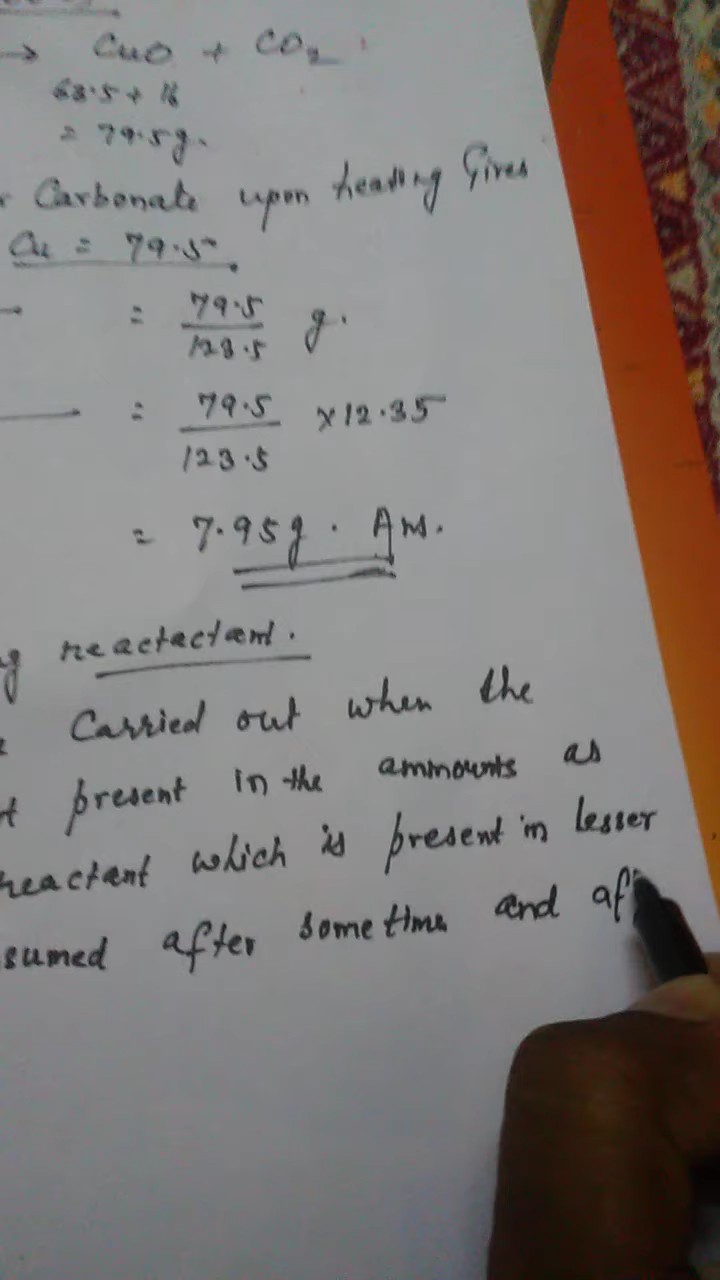 → CuO + CO2
63.5 + 16
= 79.5g.
Carbonate upon heating Gives
Cu = 79.5
= 79.5/123.5 g.
= 79.5/123.5 × 12.35
= 7.95g. Ans.
g reactactant.
Carried out when the
present in the ammounts as
reactant which is present in lesser
sumed after some time and af